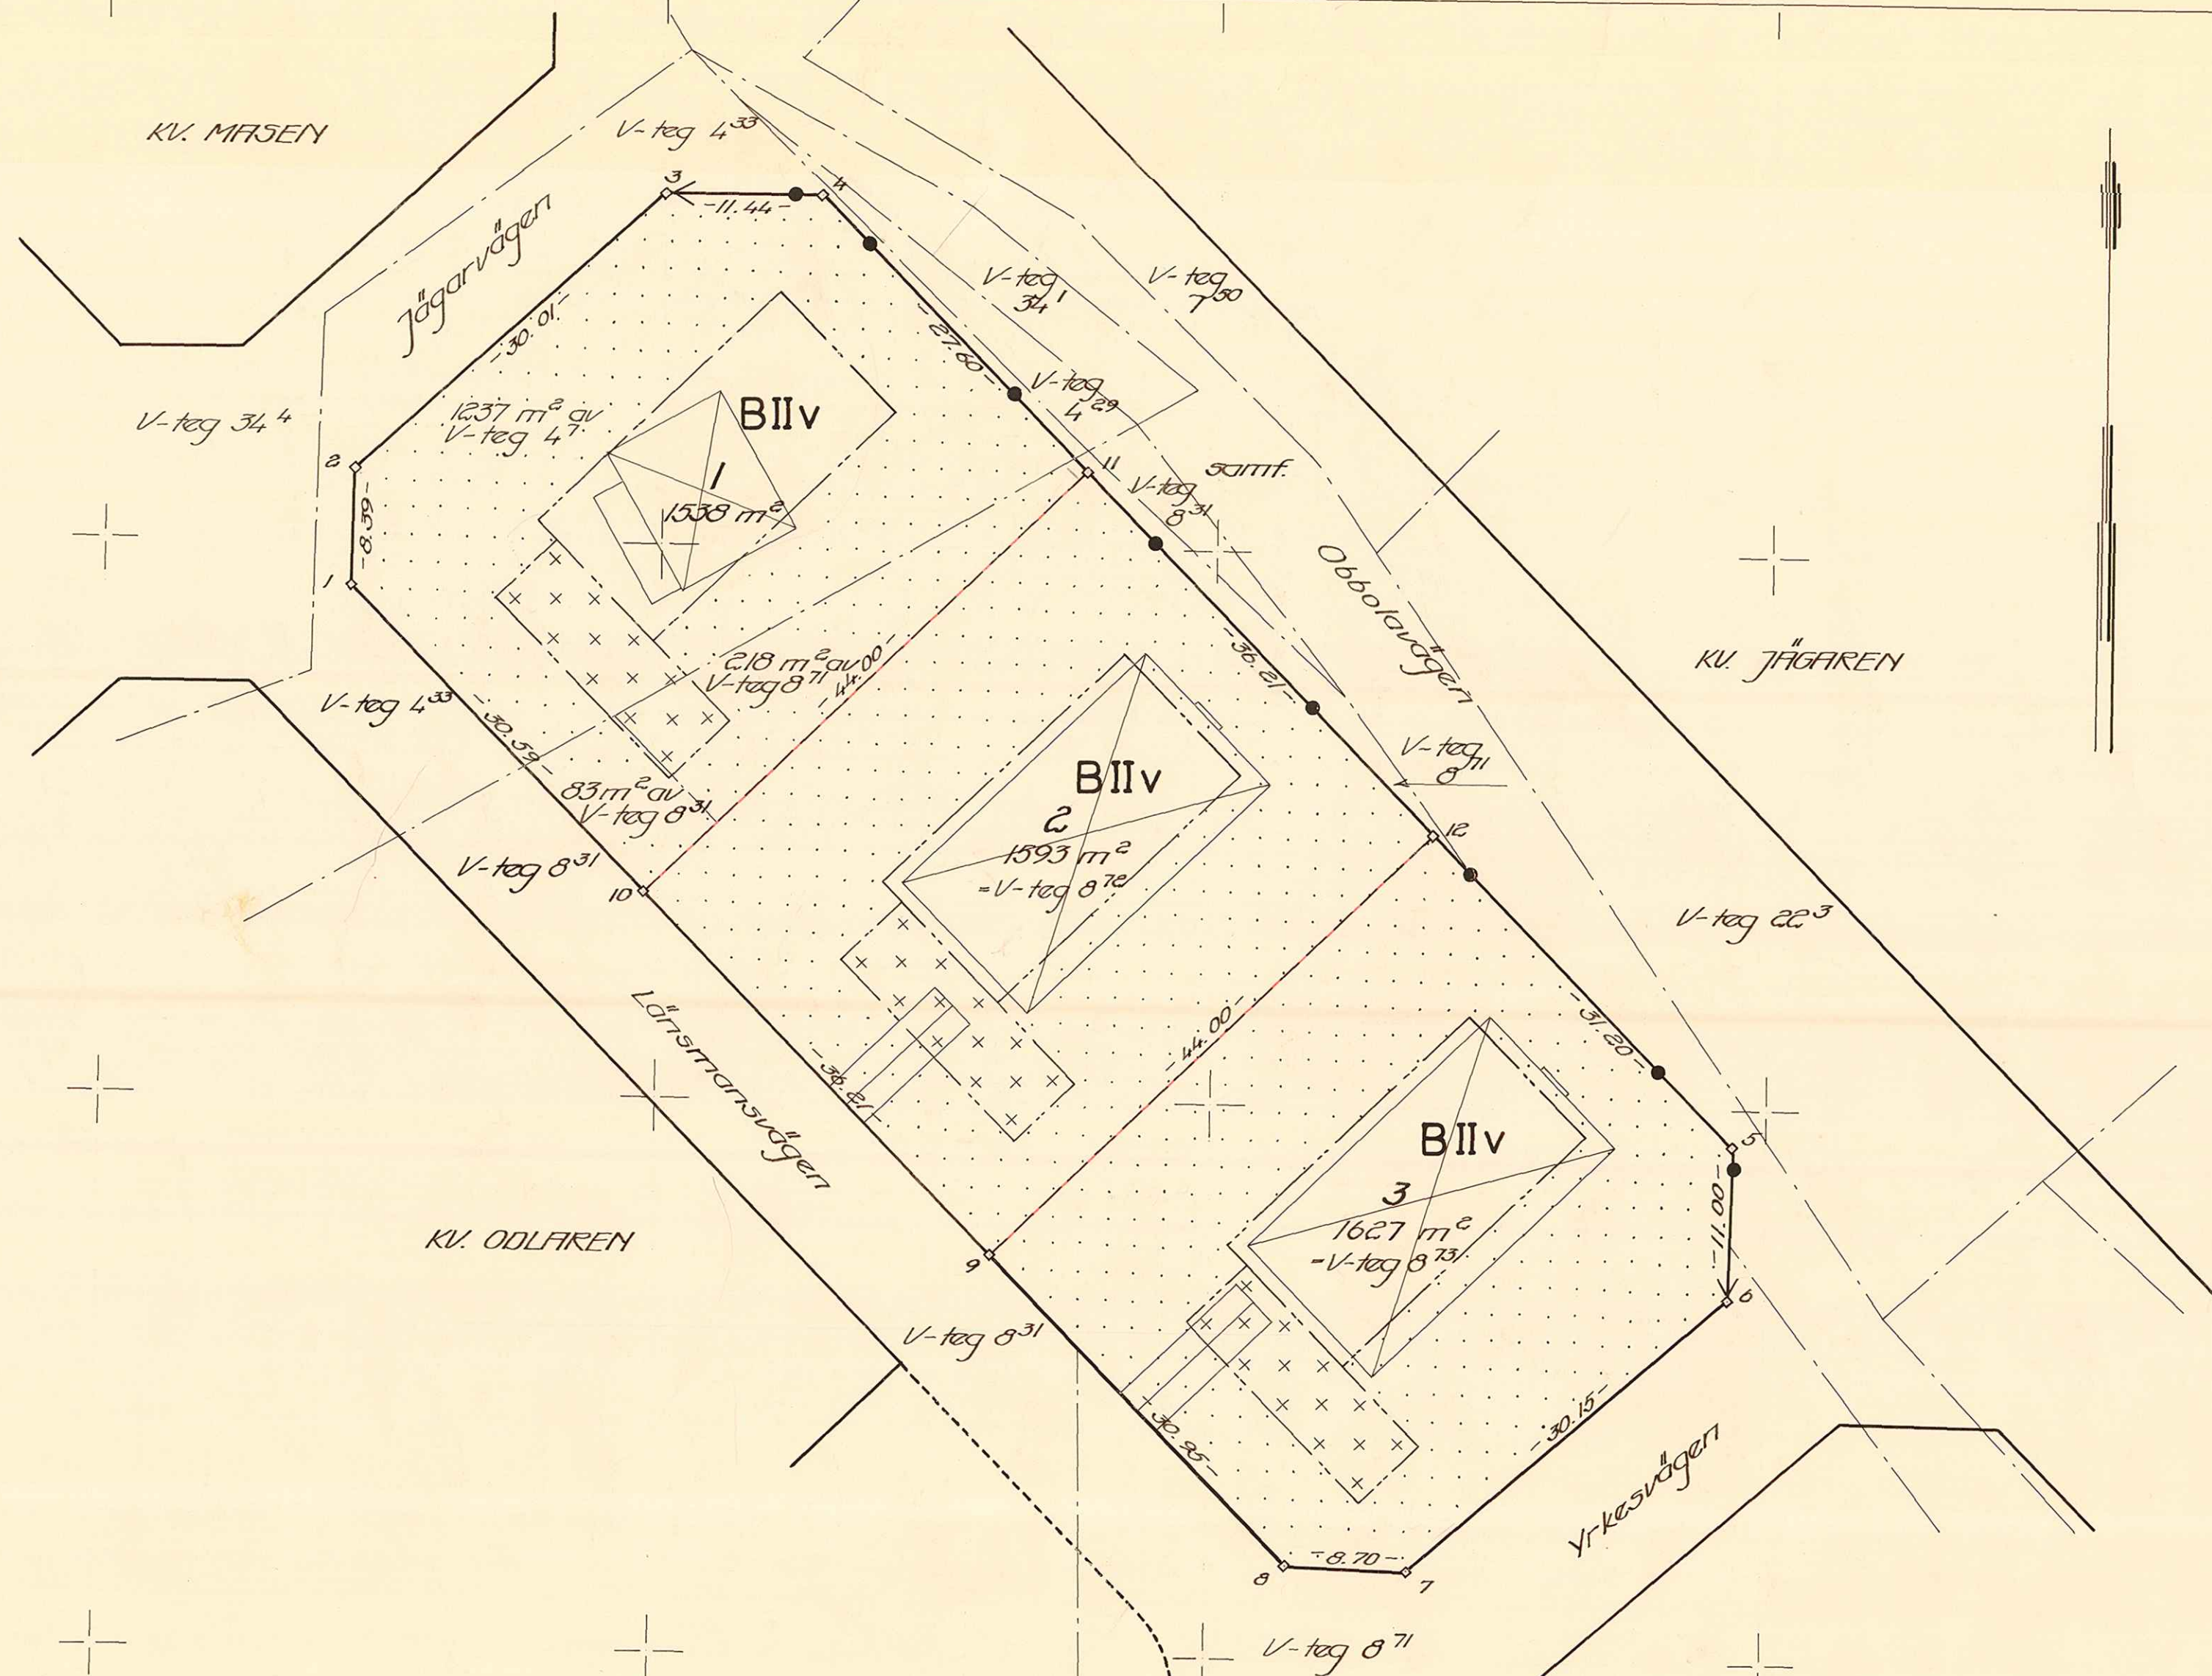 KV. MASEN
V-teg 4³³
3
4
-11.44-
Jägarvägen
V-teg
34¹
V-teg
7⁵⁰
-30.01-
-27.60-
V-teg
4²⁹
1237 m² av
V-teg 4⁷
BIIv
V-teg 34⁴
2
11
samf.
1
1538 m²
V-teg
8³¹
-8.39-
1
Obbolavägen
KV. JÄGAREN
218 m² av
V-teg 8⁷¹
-44.00-
-36.21-
V-teg 4³³
-30.59-
V-teg
8⁷¹
83 m² av
V-teg 8³¹
BIIv
2
1593 m²
=V-teg 8⁷²
12
V-teg 8³¹
10
V-teg 22³
Länsmansvägen
-36.21-
-44.00-
-31.20-
5
BIIv
3
1627 m²
=V-teg 8⁷³
-11.00-
KV. ODLAREN
9
6
V-teg 8³¹
-30.95-
-30.15-
Yrkesvägen
-8.70-
8
7
V-teg 8⁷¹